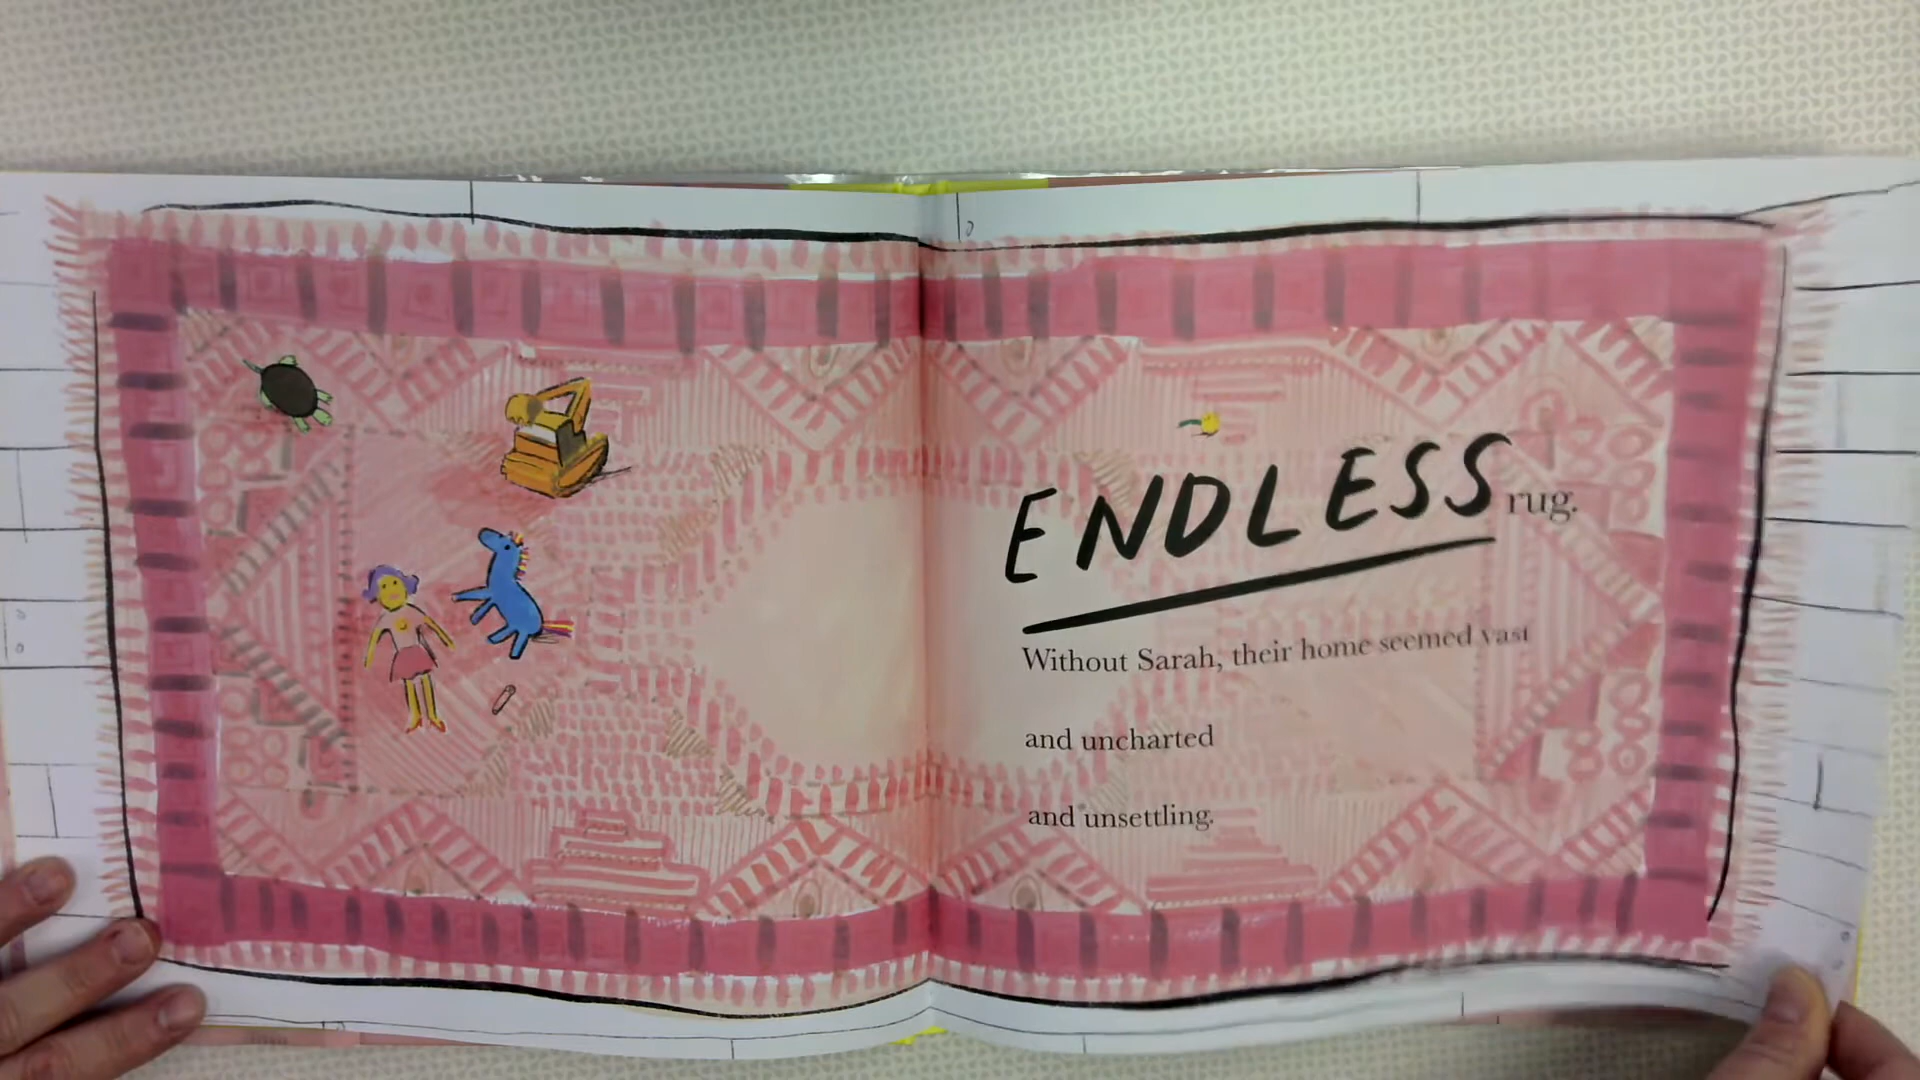 ENDLESS rug.
Without Sarah, their home seemed vast
and uncharted
and unsettling.